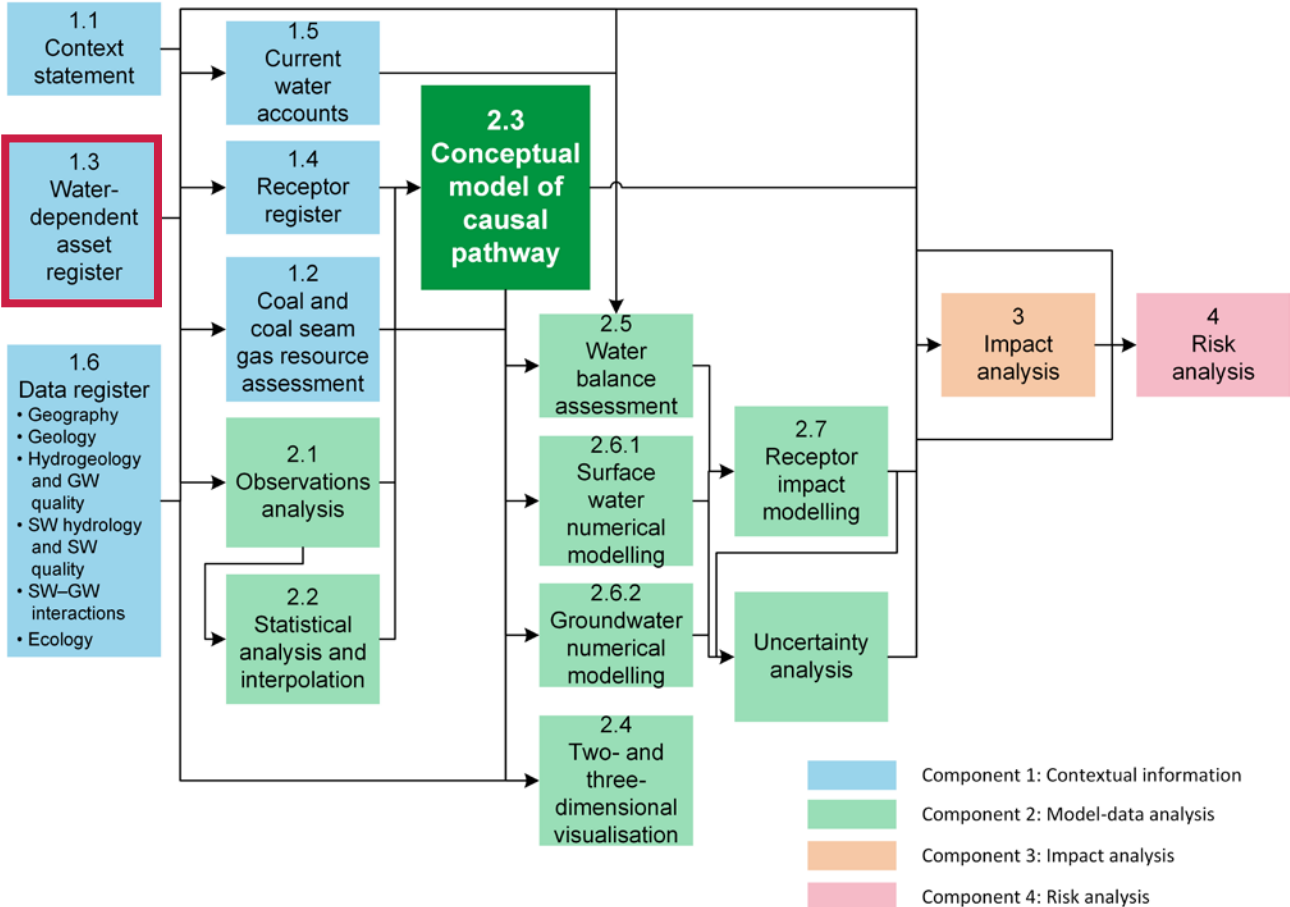 1.1
Context
statement
1.3
Water-
dependent
asset
register
1.6
Data register
• Geography
• Geology
• Hydrogeology
and GW
quality
• SW hydrology
and SW
quality
• SW–GW
interactions
• Ecology
1.5
Current
water
accounts
1.4
Receptor
register
1.2
Coal and
coal seam
gas resource
assessment
2.1
Observations
analysis
2.2
Statistical
analysis and
interpolation
2.3
Conceptual
model of
causal
pathway
2.5
Water
balance
assessment
2.6.1
Surface
water
numerical
modelling
2.6.2
Groundwater
numerical
modelling
2.4
Two- and
three-
dimensional
visualisation
2.7
Receptor
impact
modelling
Uncertainty
analysis
3
Impact
analysis
4
Risk
analysis
Component 1: Contextual information
Component 2: Model-data analysis
Component 3: Impact analysis
Component 4: Risk analysis